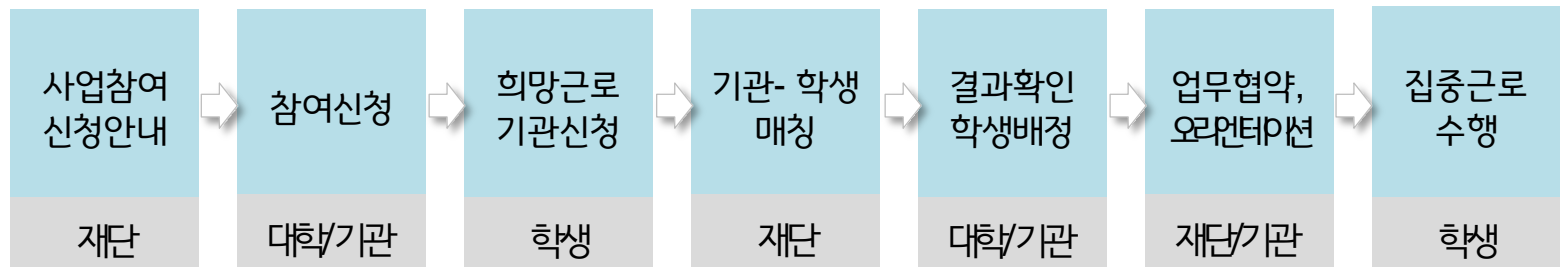 사업참여
신청안내
참여신청
희망근로
기관신청
기관- 학생
매칭
결과확인
학생배정
업무협약,
오리엔테이션
집중근로
수행
재단
대학/기관
학생
재단
대학/기관
재단/기관
학생